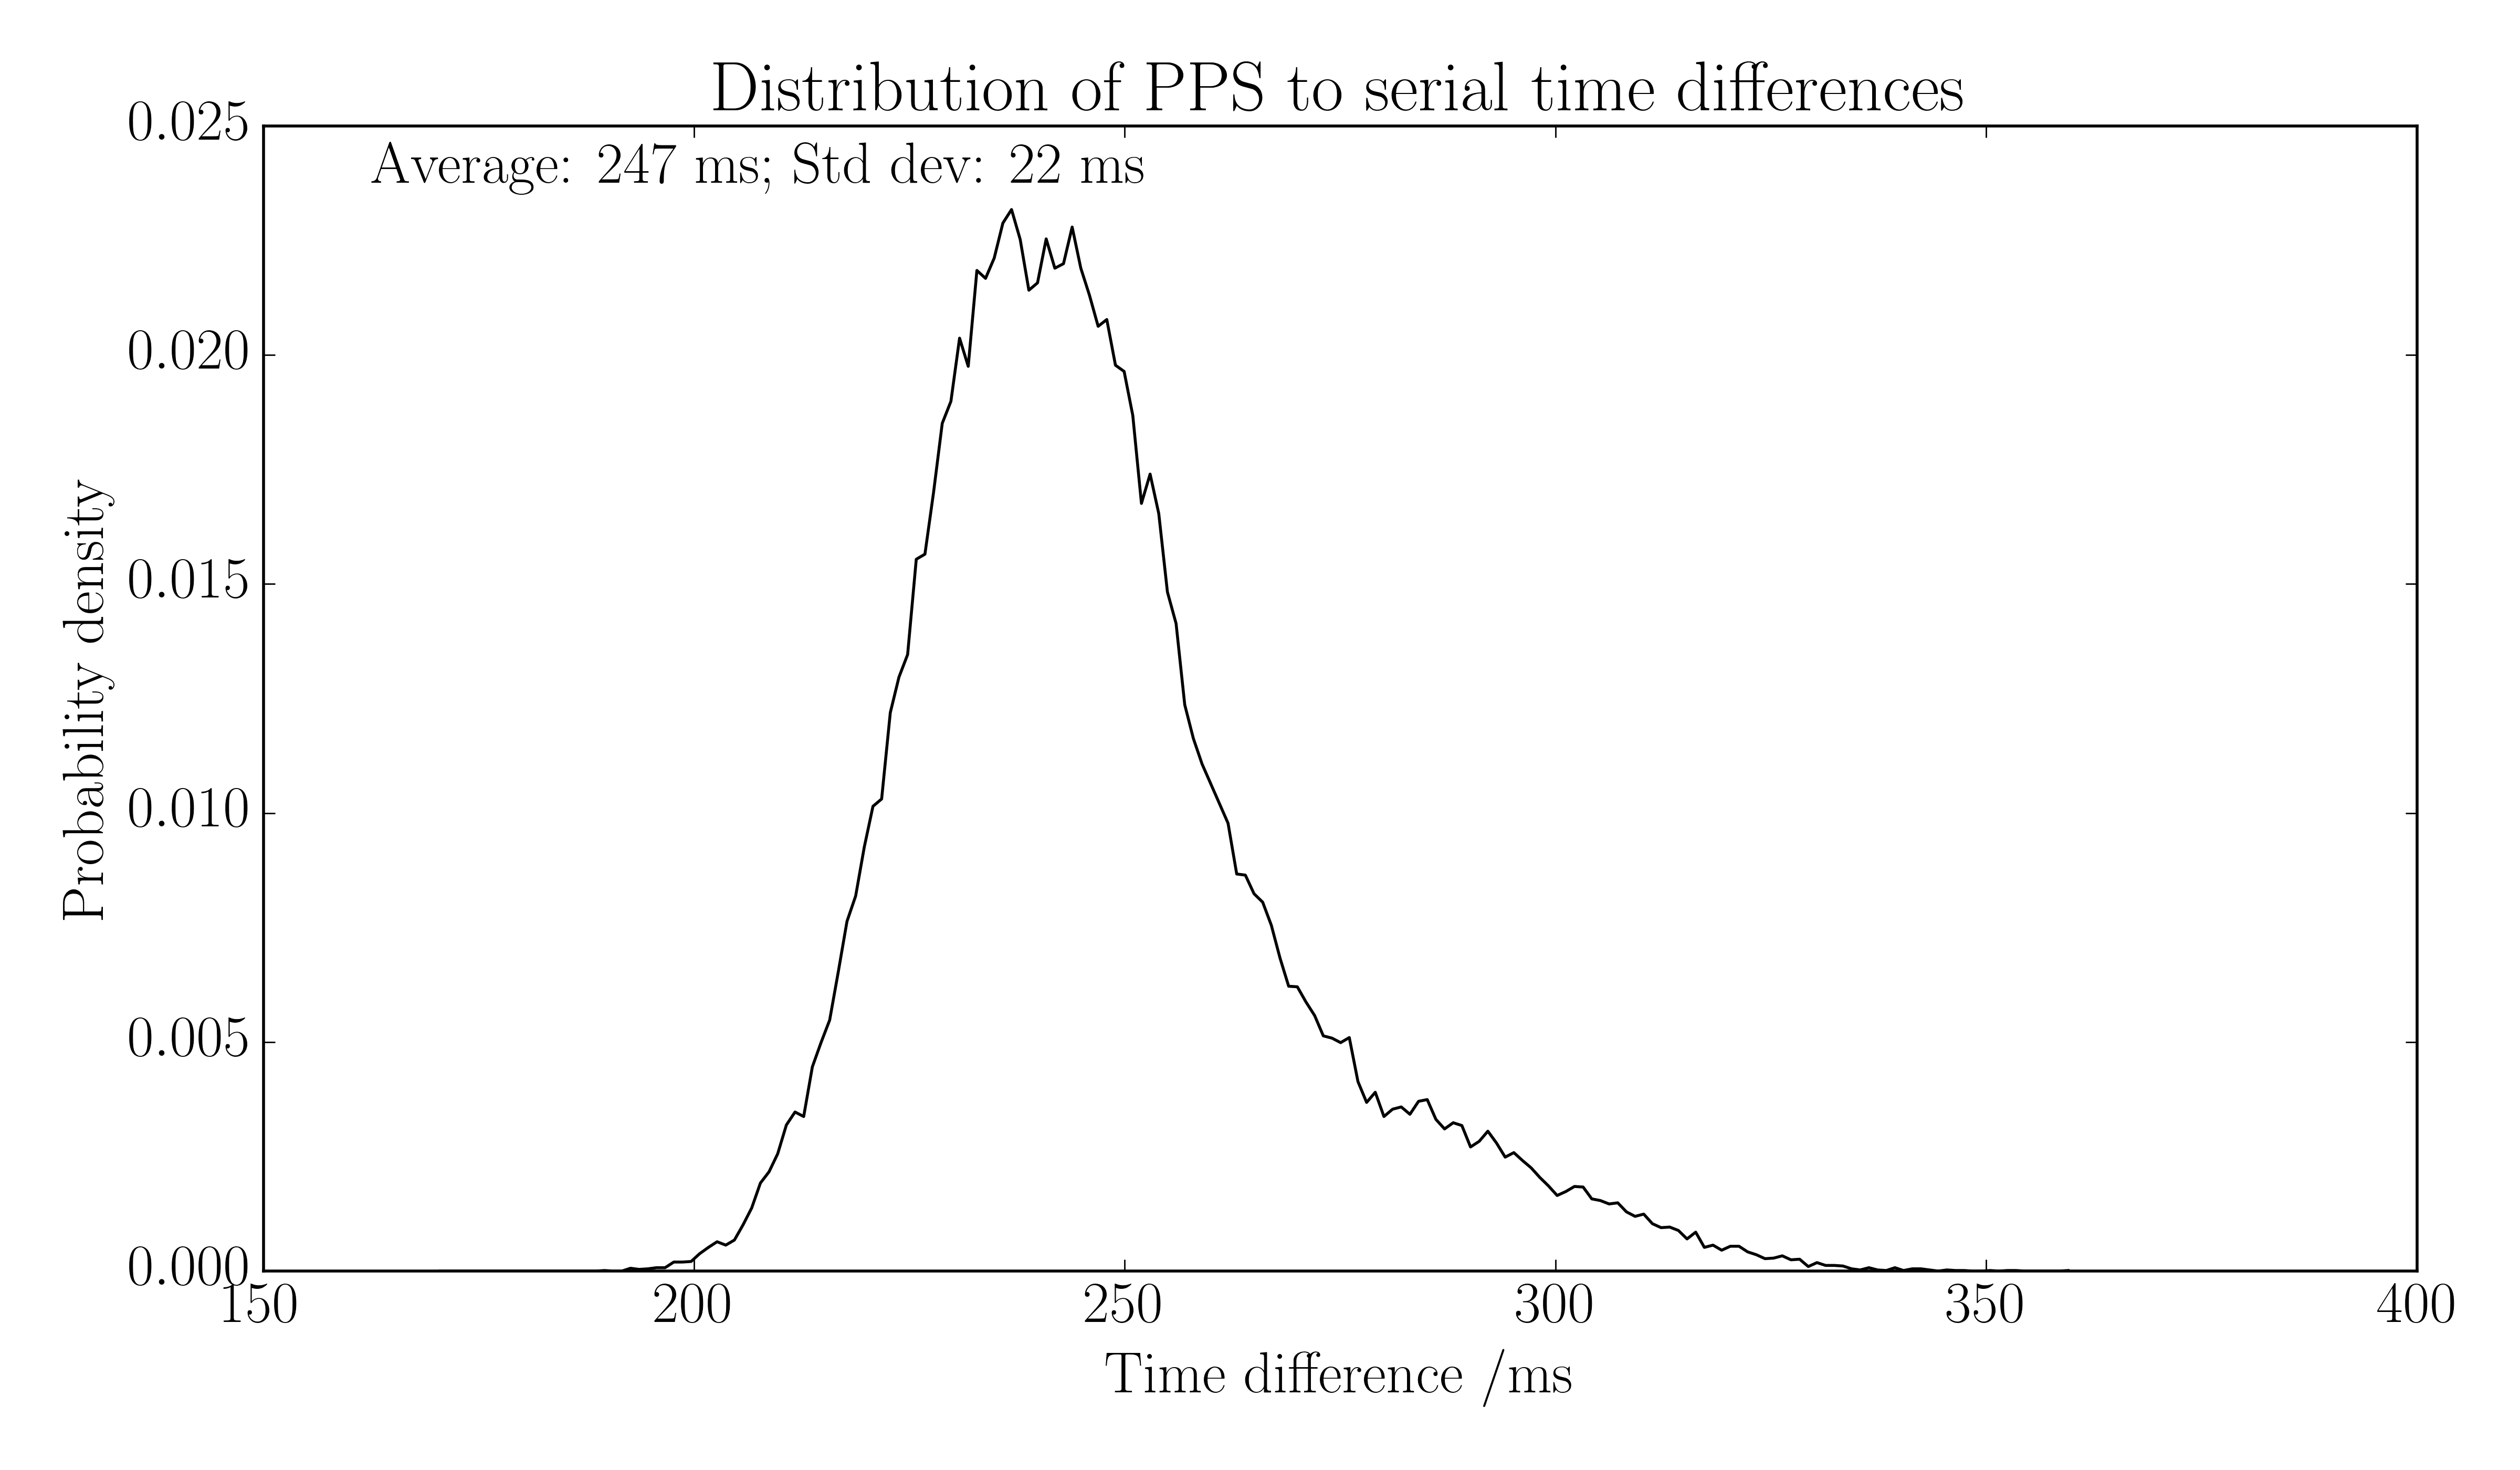 Distribution of PPS to serial time differences
Average: 247 ms; Std dev: 22 ms
0.025
0.020
0.015
0.010
0.005
0.000
Probability density
150 200 250 300 350 400
Time difference /ms